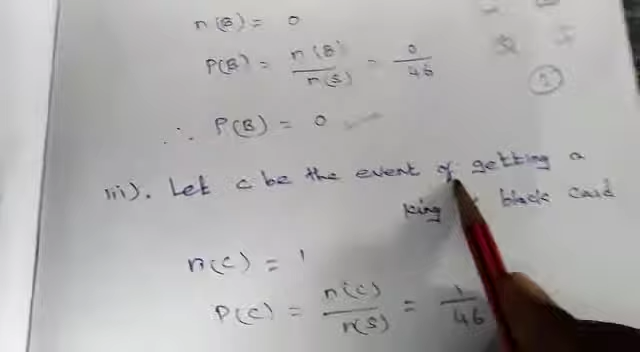 n(B) = 0
P(B) = n(B)/n(S) = 0/46
∴ P(B) = 0
iii). Let C be the event of getting a
king black card
n(C) = 1
P(C) = n(C)/n(S) = 1/46